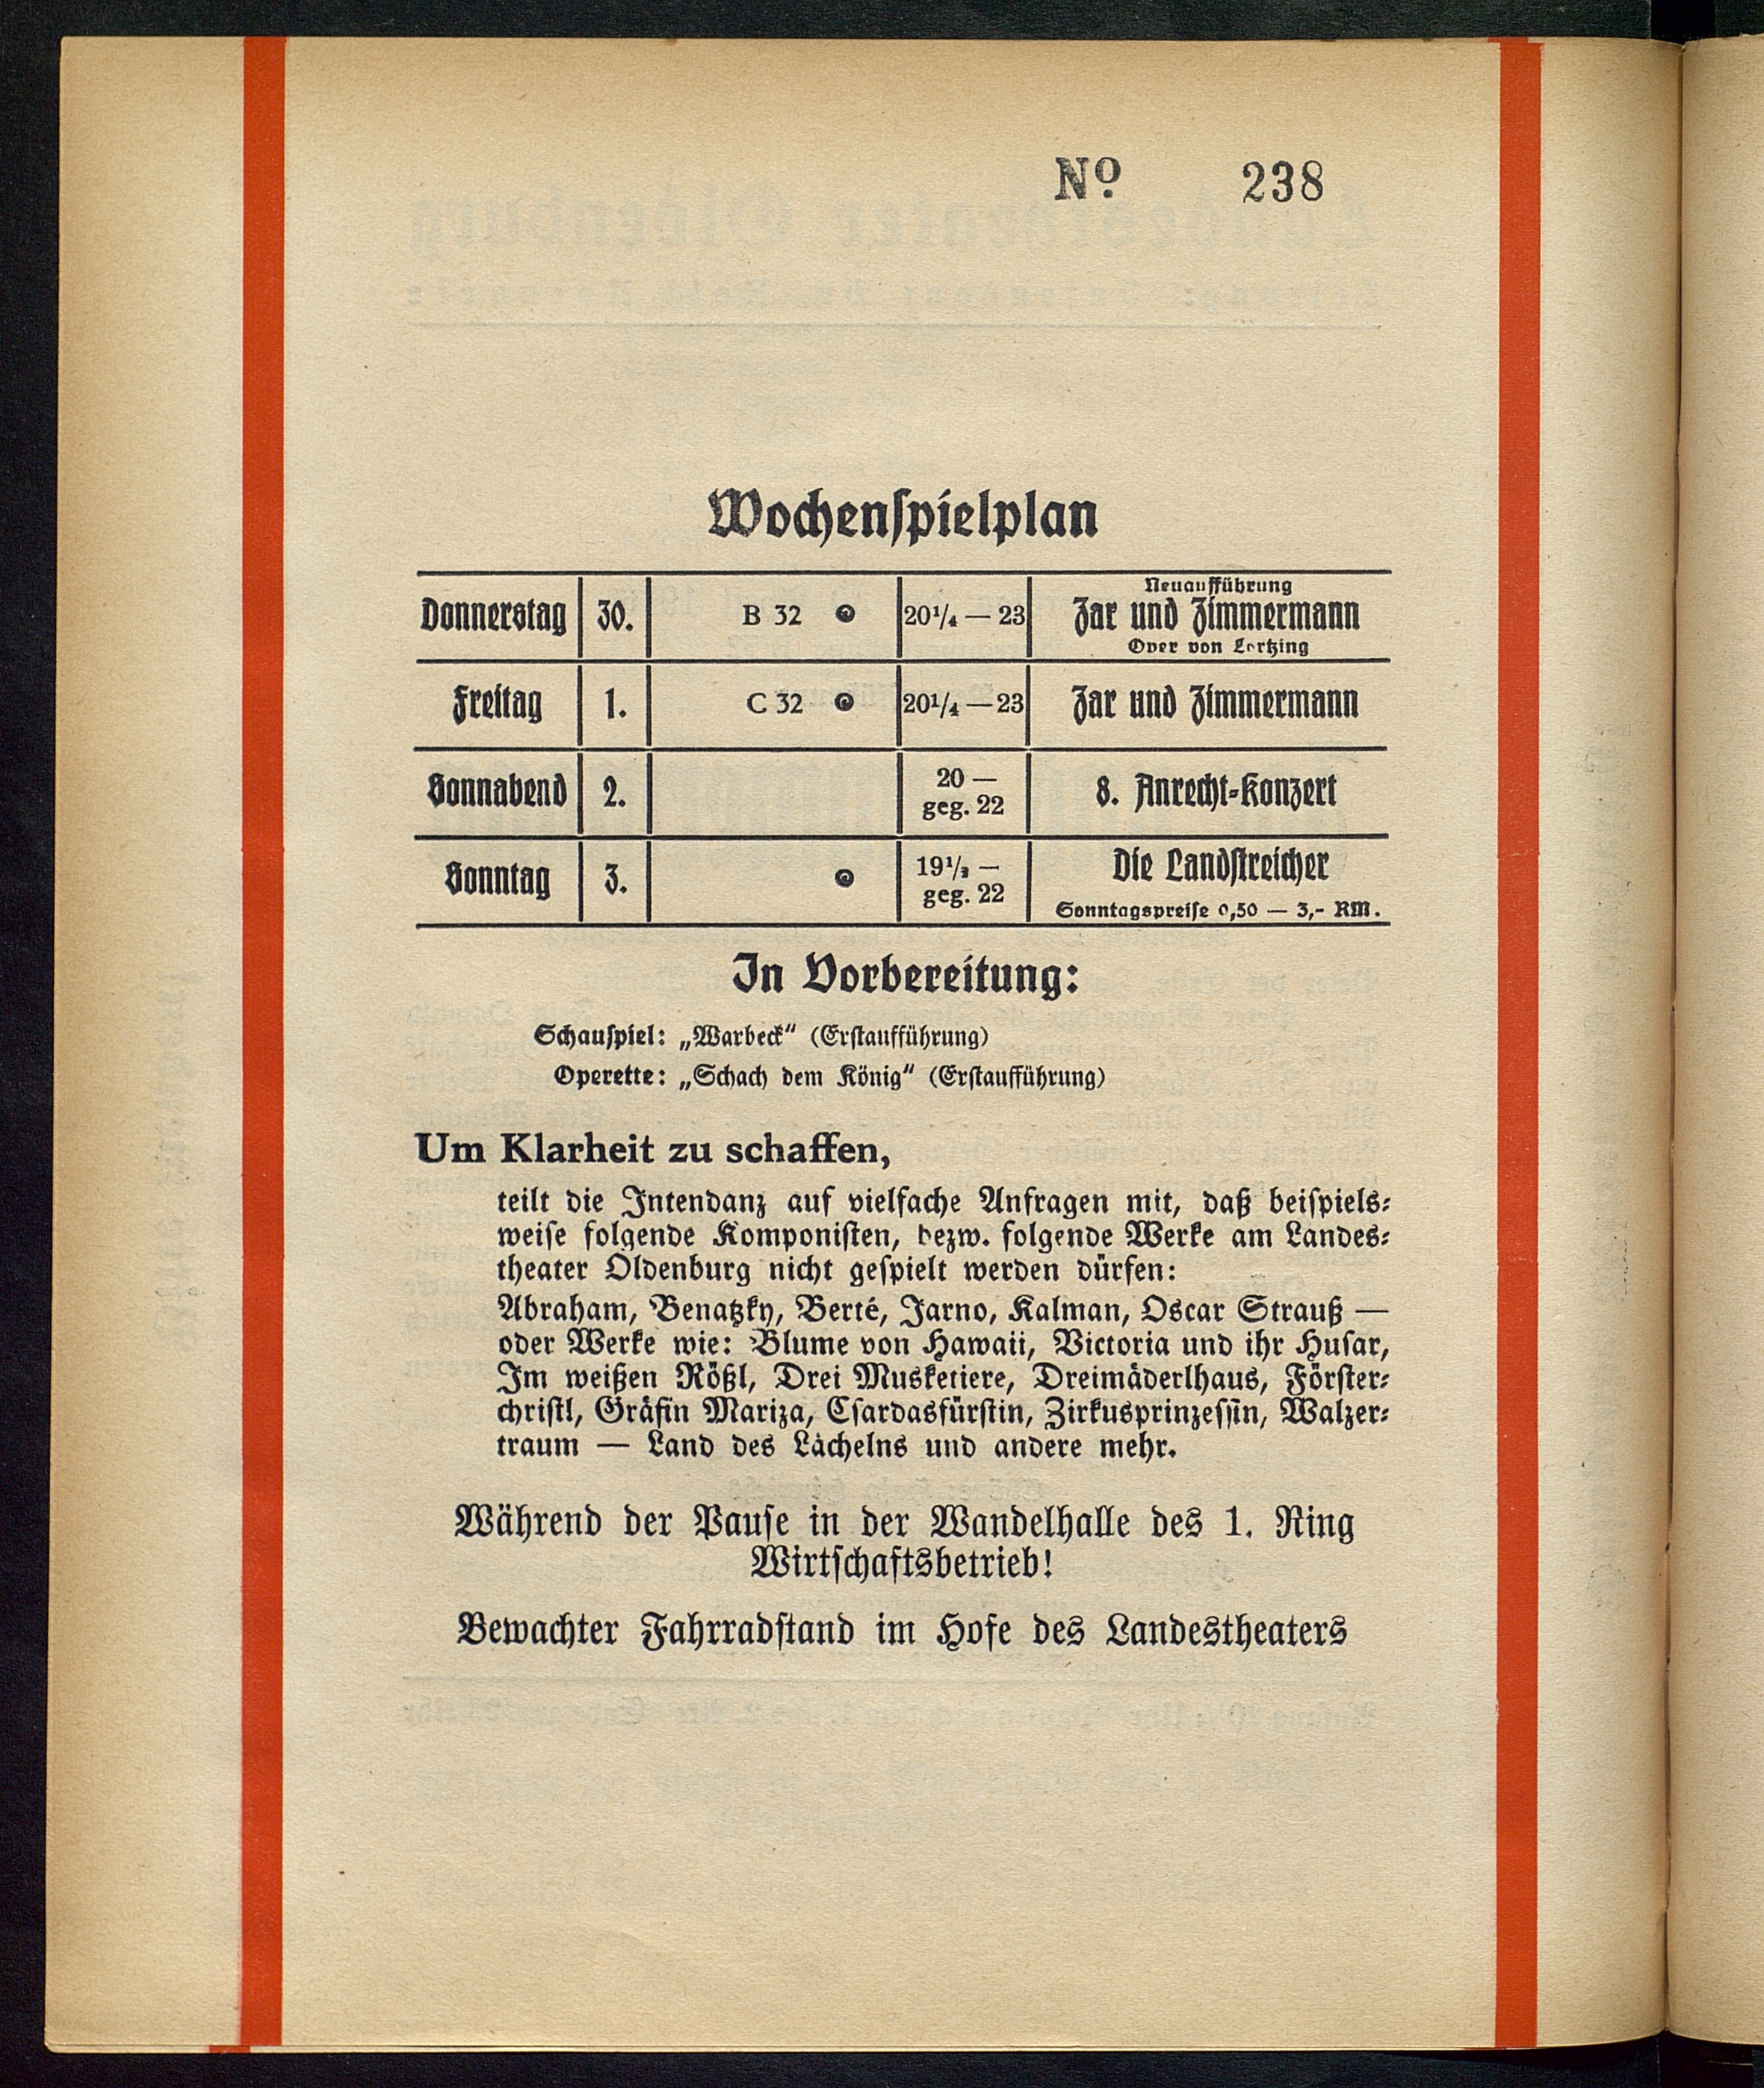 Nº 238
Wochenspielplan
Donnerstag 30. B 32 20¹/₄ — 23 Neuaufführung
Zar und Zimmermann
Oper von Lortzing
Freitag 1. C 32 20¹/₄ — 23 Zar und Zimmermann
Sonnabend 2. 20 — geg. 22 8. Anrecht-Konzert
Sonntag 3. 19¹/₂ — geg. 22 Die Landstreicher
Sonntagspreise 0,50 — 3,- RM.
In Vorbereitung:
Schauspiel: „Warbeck“ (Erstaufführung)
Operette: „Schach dem König“ (Erstaufführung)
Um Klarheit zu schaffen,
teilt die Intendanz auf vielfache Anfragen mit, daß beispiels-
weise folgende Komponisten, bezw. folgende Werke am Landes-
theater Oldenburg nicht gespielt werden dürfen:
Abraham, Benatzky, Berté, Jarno, Kalman, Oscar Strauß —
oder Werke wie: Blume von Hawaii, Victoria und ihr Husar,
Im weißen Rößl, Drei Musketiere, Dreimäderlhaus, Förster-
christl, Gräfin Mariza, Csardasfürstin, Zirkusprinzessin, Walzer-
traum — Land des Lächelns und andere mehr.
Während der Pause in der Wandelhalle des 1. Ring
Wirtschaftsbetrieb!
Bewachter Fahrradstand im Hofe des Landestheaters